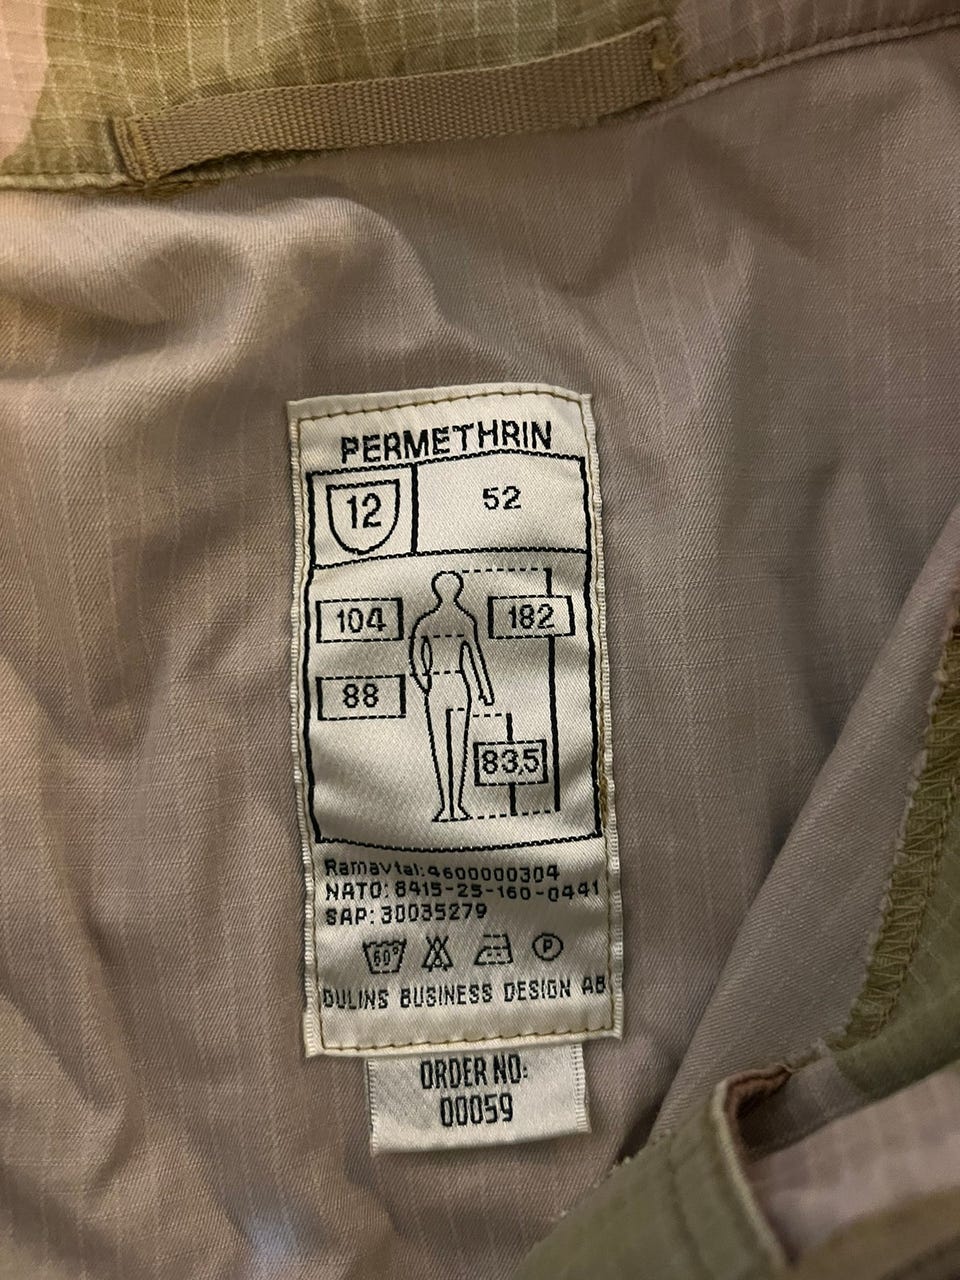 PERMETHRIN
12
52
104
182
88
83,5
Ramavtal:4600000304
NATO: 8415-25-160-0441
SAP: 30035279
60° P
DULINS BUSINESS DESIGN AB
ORDER NO:
00059